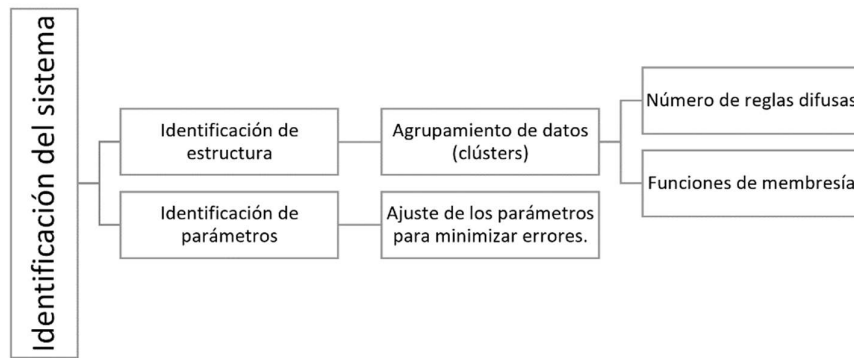 Identificación del sistema
Identificación de
estructura
Agrupamiento de datos
(clústers)
Número de reglas difusas
Funciones de membresía
Identificación de
parámetros
Ajuste de los parámetros
para minimizar errores.